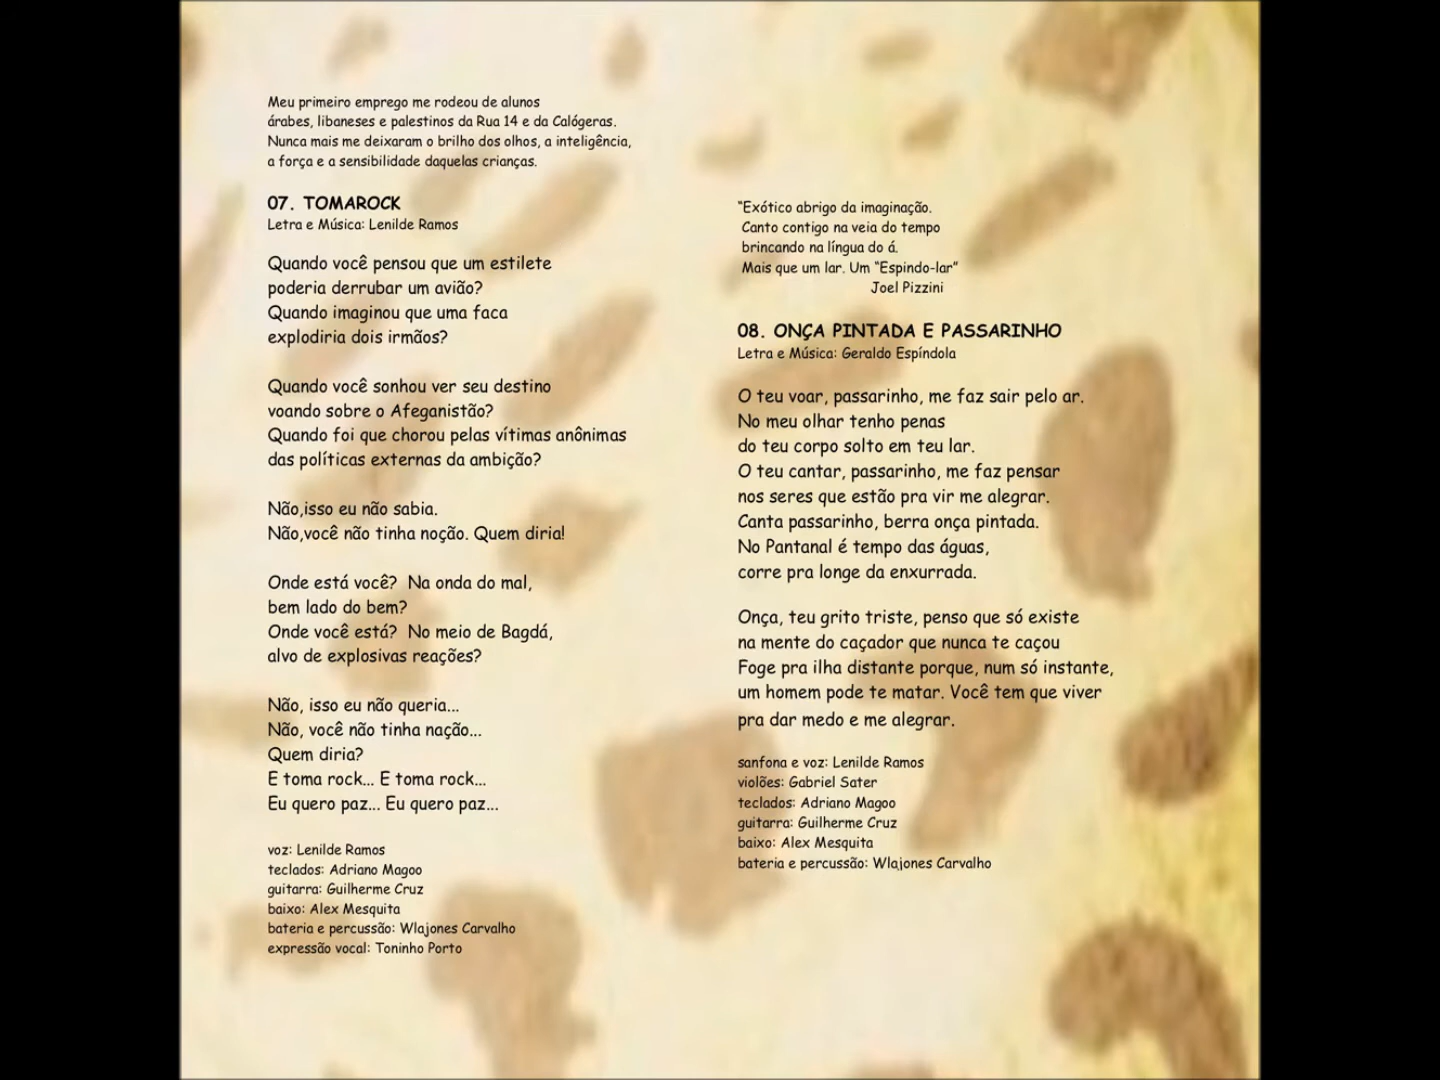 Meu primeiro emprego me rodeou de alunos
árabes, libaneses e palestinos da Rua 14 e da Calógeras.
Nunca mais me deixaram o brilho dos olhos, a inteligência,
a força e a sensibilidade daquelas crianças.
07. TOMAROCK
Letra e Música: Lenilde Ramos
Quando você pensou que um estilete
poderia derrubar um avião?
Quando imaginou que uma faca
explodiria dois irmãos?
Quando você sonhou ver seu destino
voando sobre o Afeganistão?
Quando foi que chorou pelas vítimas anônimas
das políticas externas da ambição?
Não,isso eu não sabia.
Não,você não tinha noção. Quem diria!
Onde está você? Na onda do mal,
bem lado do bem?
Onde você está? No meio de Bagdá,
alvo de explosivas reações?
Não, isso eu não queria...
Não, você não tinha nação...
Quem diria?
E toma rock... E toma rock...
Eu quero paz... Eu quero paz...
voz: Lenilde Ramos
teclados: Adriano Magoo
guitarra: Guilherme Cruz
baixo: Alex Mesquita
bateria e percussão: Wlajones Carvalho
expressão vocal: Toninho Porto
"Exótico abrigo da imaginação.
Canto contigo na veia do tempo
brincando na língua do á.
Mais que um lar. Um "Espindo-lar"
Joel Pizzini
08. ONÇA PINTADA E PASSARINHO
Letra e Música: Geraldo Espíndola
O teu voar, passarinho, me faz sair pelo ar.
No meu olhar tenho penas
do teu corpo solto em teu lar.
O teu cantar, passarinho, me faz pensar
nos seres que estão pra vir me alegrar.
Canta passarinho, berra onça pintada.
No Pantanal é tempo das águas,
corre pra longe da enxurrada.
Onça, teu grito triste, penso que só existe
na mente do caçador que nunca te caçou
Foge pra ilha distante porque, num só instante,
um homem pode te matar. Você tem que viver
pra dar medo e me alegrar.
sanfona e voz: Lenilde Ramos
violões: Gabriel Sater
teclados: Adriano Magoo
guitarra: Guilherme Cruz
baixo: Alex Mesquita
bateria e percussão: Wlajones Carvalho